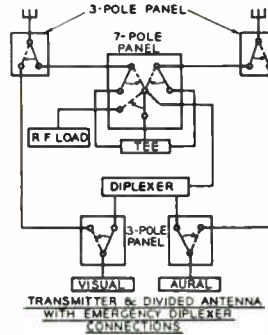 3-POLE PANEL
7-POLE
PANEL
RF LOAD
TEE
DIPLEXER
3-POLE
PANEL
VISUAL
AURAL
TRANSMITTER & DIVIDED ANTENNA
WITH EMERGENCY DIPLEXER
CONNECTIONS